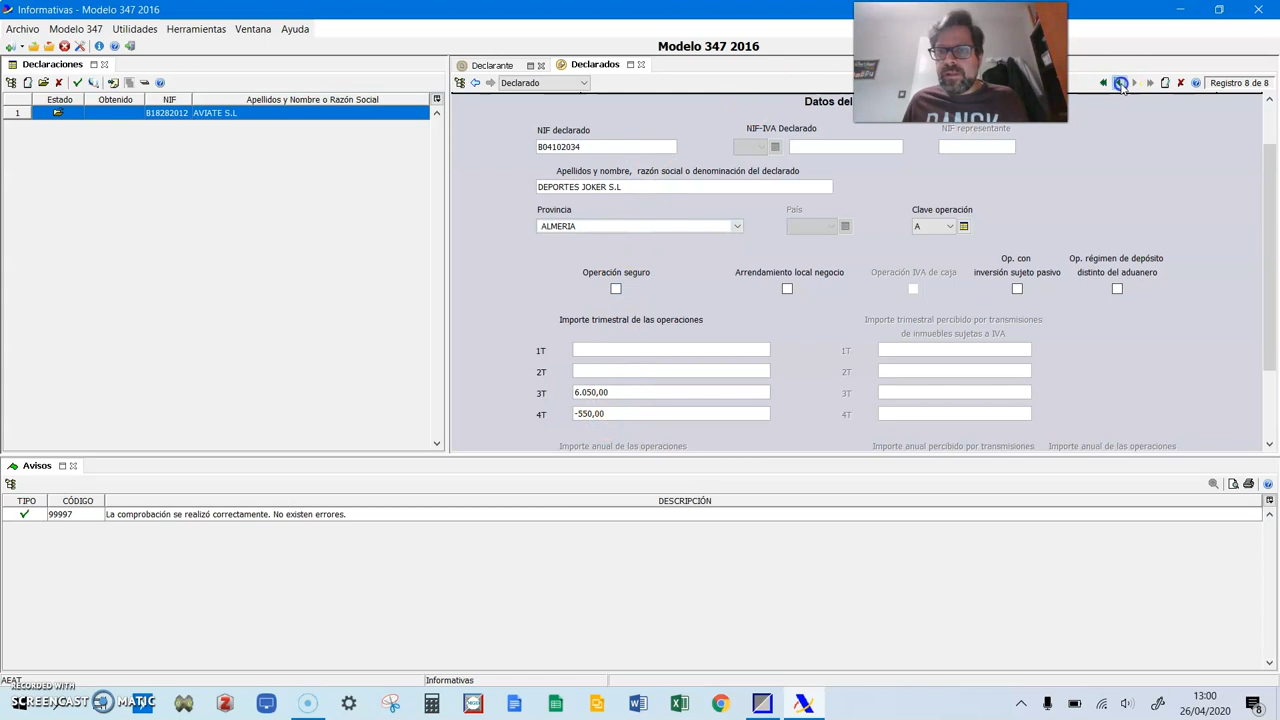 Informativas - Modelo 347 2016
Archivo Modelo 347 Utilidades Herramientas Ventana Ayuda
Modelo 347 2016
Declaraciones
Estado Obtenido NIF Apellidos y Nombre o Razón Social
1 B18282012 AVIATE S.L
Declarante Declarados
Declarado
Registro 8 de 8
Datos del
NIF declarado NIF-IVA Declarado NIF representante
B04102034
Apellidos y nombre, razón social o denominación del declarado
DEPORTES JOKER S.L
Provincia País Clave operación
ALMERIA A
Operación seguro Arrendamiento local negocio Operación IVA de caja Op. con inversión sujeto pasivo Op. régimen de depósito distinto del aduanero
Importe trimestral de las operaciones
Importe trimestral percibido por transmisiones
de inmuebles sujetas a IVA
1T 1T
2T 2T
3T 6.050,00 3T
4T -550,00 4T
Importe anual de las operaciones Importe anual percibido por transmisiones Importe anual de las operaciones
Avisos
TIPO CÓDIGO DESCRIPCIÓN
99997 La comprobación se realizó correctamente. No existen errores.
AEAT Informativas
RECORDED WITH
SCREENCAST MATIC
13:00
26/04/2020
8